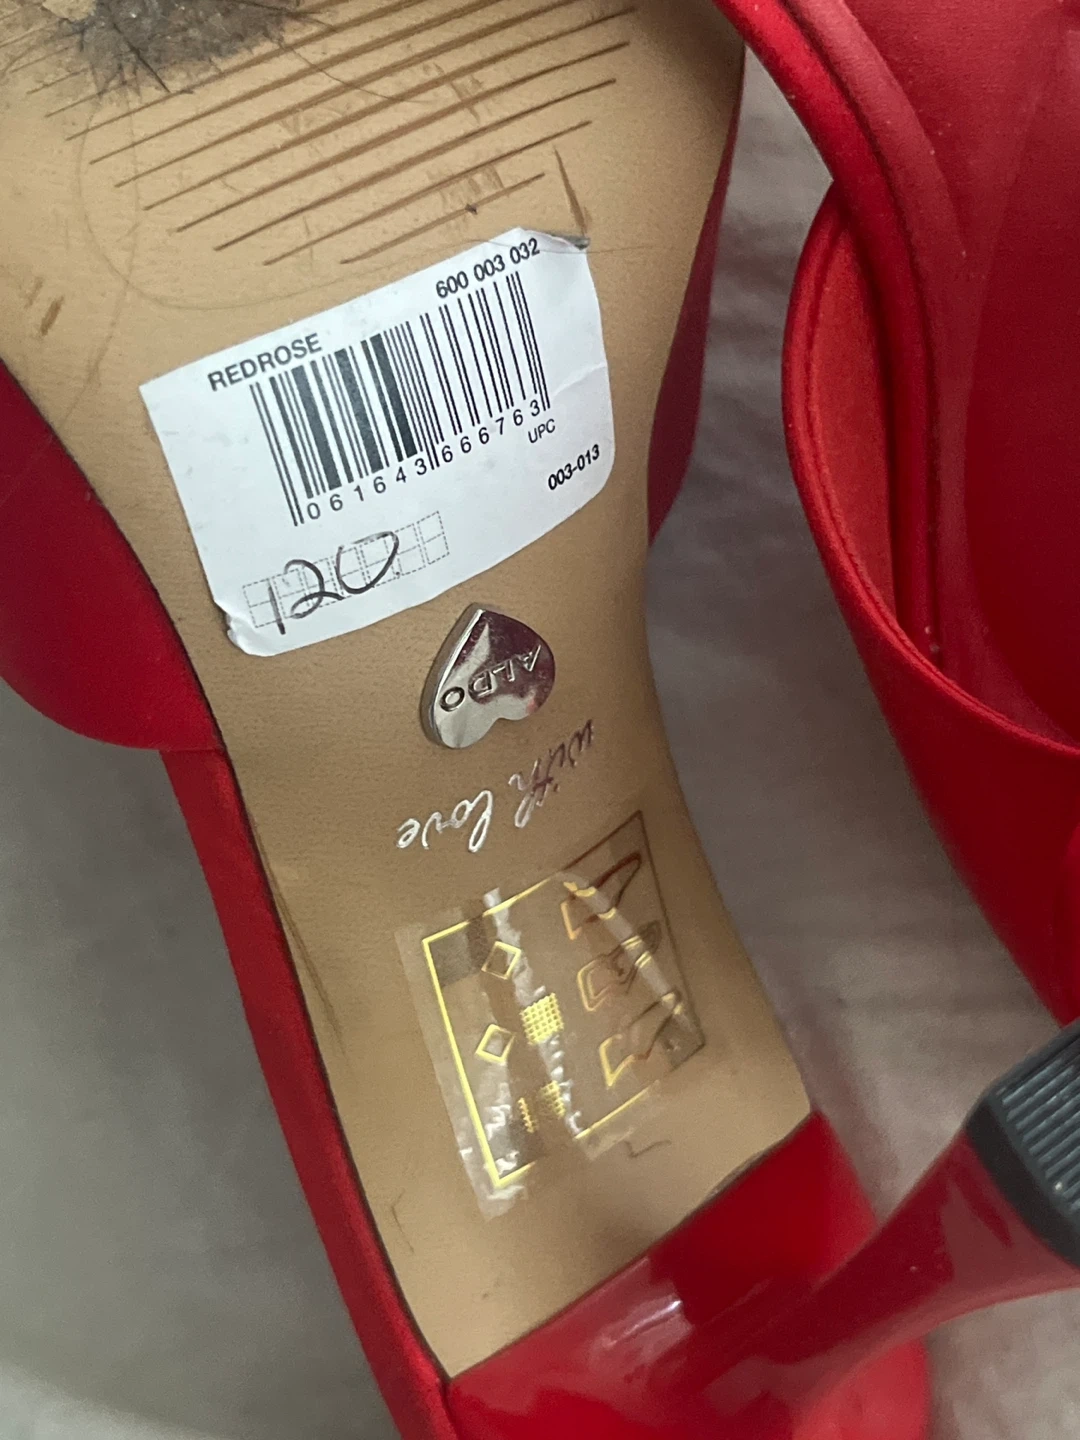 600 003 032
REDROSE
061643666763
UPC
003-013
120
ALDO
with love